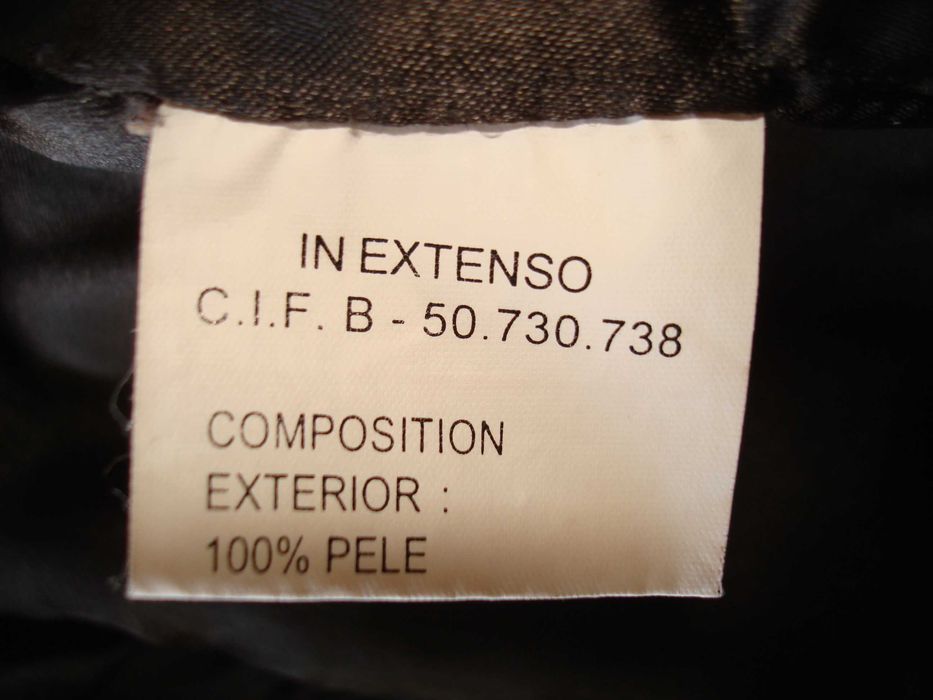 IN EXTENSO
C.I.F. B - 50.730.738
COMPOSITION
EXTERIOR :
100% PELE